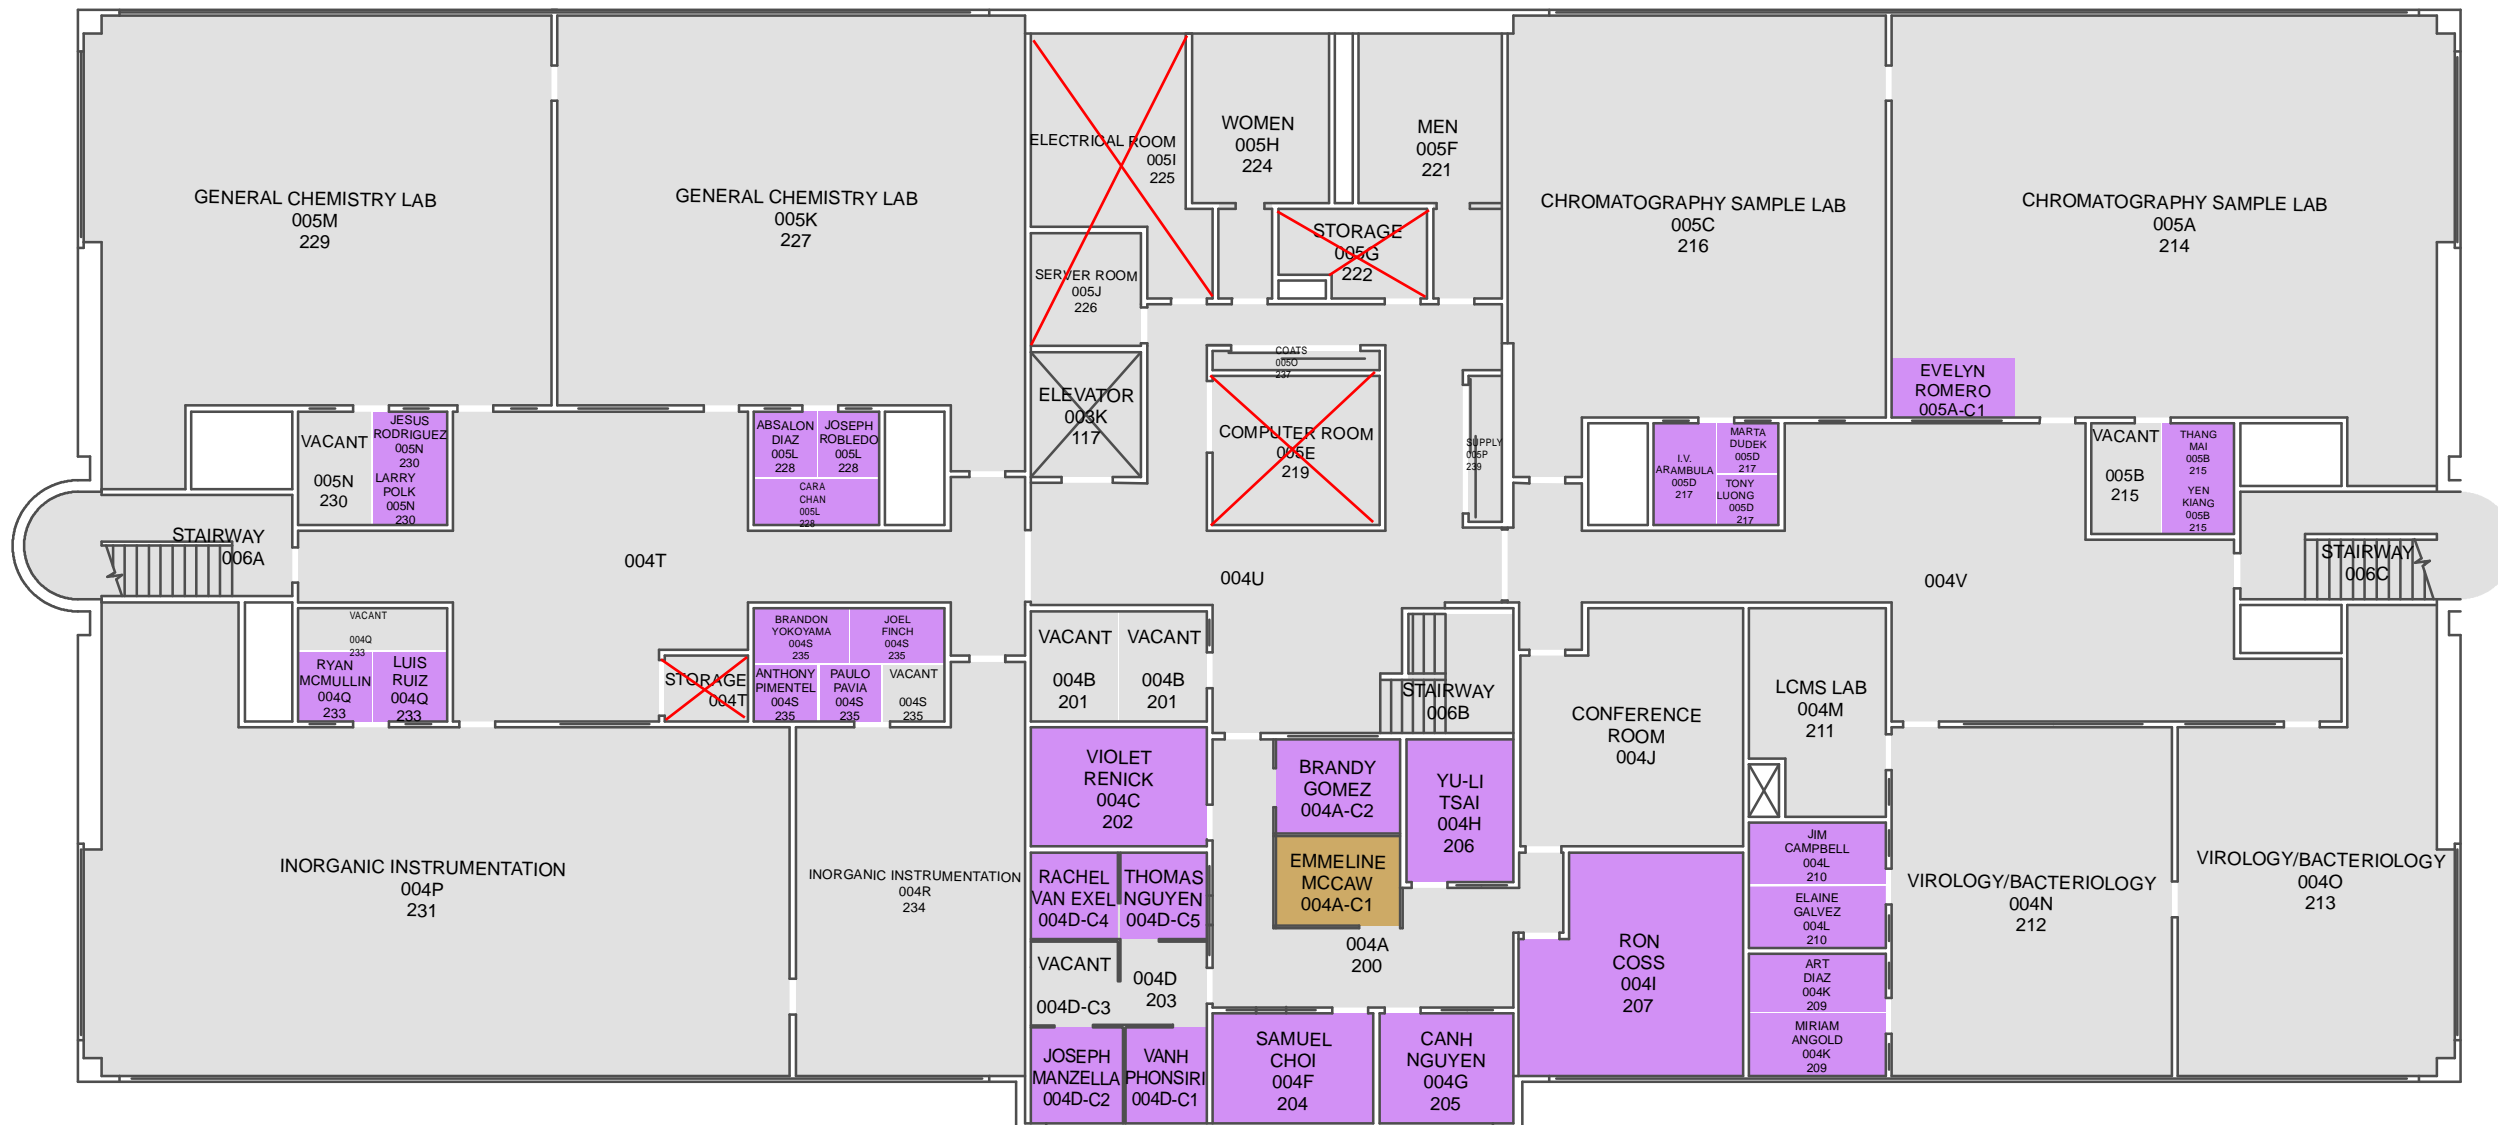 GENERAL CHEMISTRY LAB
005M
229
GENERAL CHEMISTRY LAB
005K
227
ELECTRICAL ROOM
005I
225
WOMEN
005H
224
MEN
005F
221
STORAGE
005G
222
SERVER ROOM
005J
226
CHROMATOGRAPHY SAMPLE LAB
005C
216
CHROMATOGRAPHY SAMPLE LAB
005A
214
EVELYN
ROMERO
005A-C1
COATS
005O
237
ELEVATOR
003K
117
COMPUTER ROOM
005E
219
SUPPLY
005P
239
VACANT
005N
230
JESUS
RODRIGUEZ
005N
230
LARRY
POLK
005N
230
ABSALON
DIAZ
005L
228
JOSEPH
ROBLEDO
005L
228
CARA
CHAN
005L
228
I.V.
ARAMBULA
005D
217
MARTA
DUDEK
005D
217
TONY
LUONG
005D
217
VACANT
005B
215
THANG
MAI
005B
215
YEN
KIANG
005B
215
STAIRWAY
006A
004T
004U
004V
STAIRWAY
006C
VACANT
004Q
233
RYAN
MCMULLIN
004Q
233
LUIS
RUIZ
004Q
233
STORAGE
004T
BRANDON
YOKOYAMA
004S
235
JOEL
FINCH
004S
235
ANTHONY
PIMENTEL
004S
235
PAULO
PAVIA
004S
235
VACANT
004S
235
VACANT
004B
201
VACANT
004B
201
STAIRWAY
006B
CONFERENCE
ROOM
004J
LCMS LAB
004M
211
VIOLET
RENICK
004C
202
BRANDY
GOMEZ
004A-C2
YU-LI
TSAI
004H
206
EMMELINE
MCCAW
004A-C1
INORGANIC INSTRUMENTATION
004P
231
INORGANIC INSTRUMENTATION
004R
234
RACHEL
VAN EXEL
004D-C4
THOMAS
NGUYEN
004D-C5
JIM
CAMPBELL
004L
210
ELAINE
GALVEZ
004L
210
VIROLOGY/BACTERIOLOGY
004N
212
VIROLOGY/BACTERIOLOGY
004O
213
004A
200
VACANT
004D-C3
004D
203
RON
COSS
004I
207
ART
DIAZ
004K
209
MIRIAM
ANGOLD
004K
209
JOSEPH
MANZELLA
004D-C2
VANH
PHONSIRI
004D-C1
SAMUEL
CHOI
004F
204
CANH
NGUYEN
004G
205